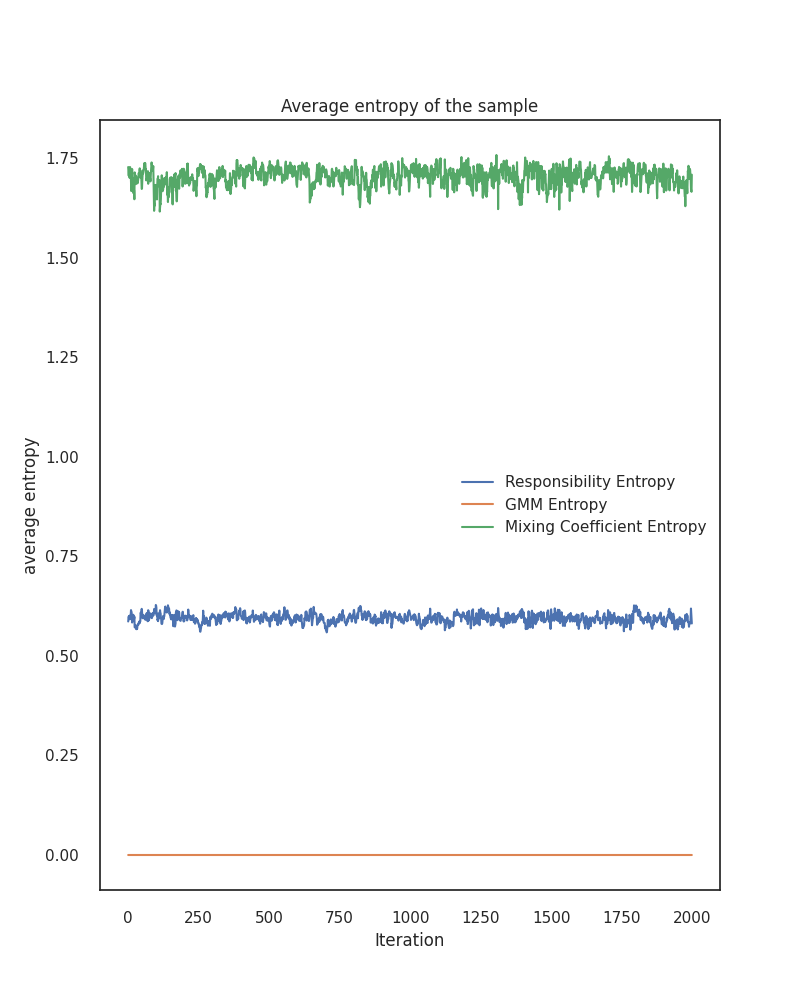 Average entropy of the sample
1.75
1.50
1.25
1.00
0.75
0.50
0.25
0.00
average entropy
Responsibility Entropy
GMM Entropy
Mixing Coefficient Entropy
0 250 500 750 1000 1250 1500 1750 2000
Iteration